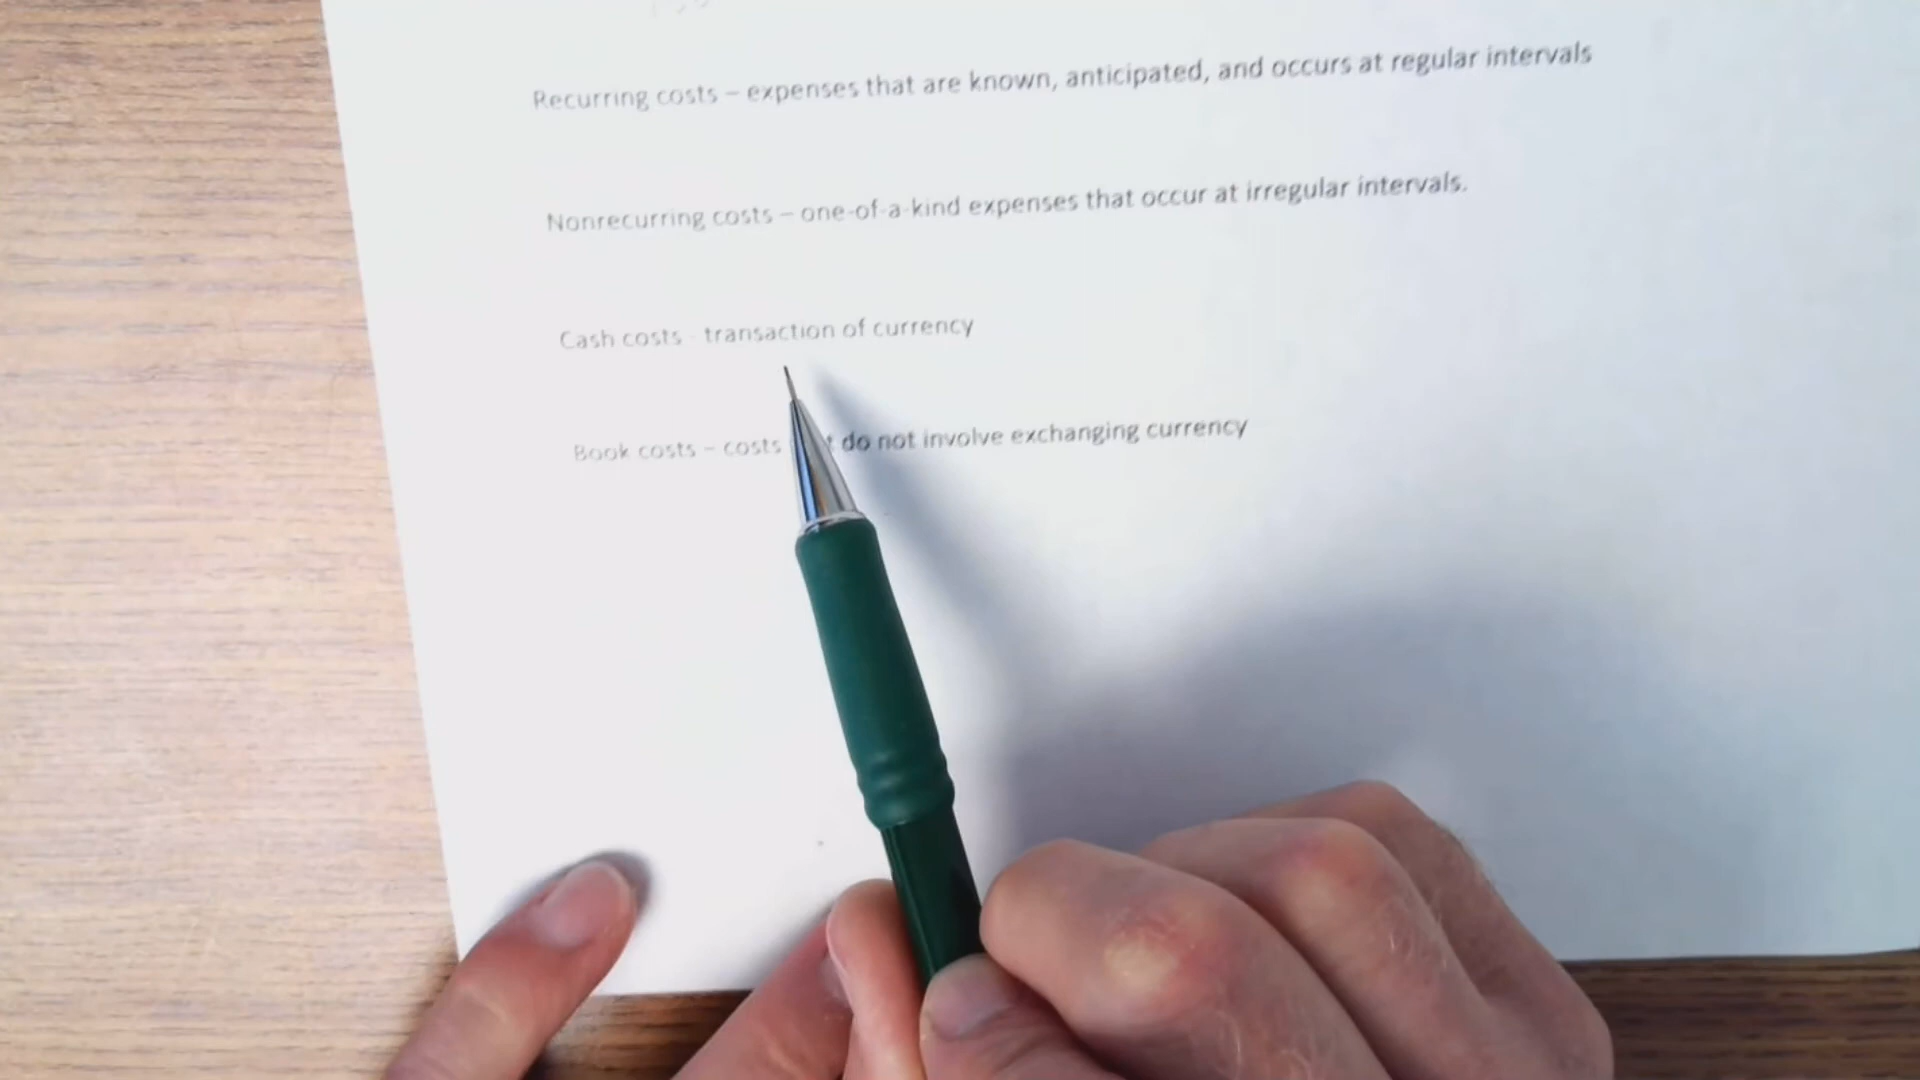 Recurring costs – expenses that are known, anticipated, and occurs at regular intervals
Nonrecurring costs – one-of-a-kind expenses that occur at irregular intervals.
Cash costs - transaction of currency
Book costs – costs do not involve exchanging currency